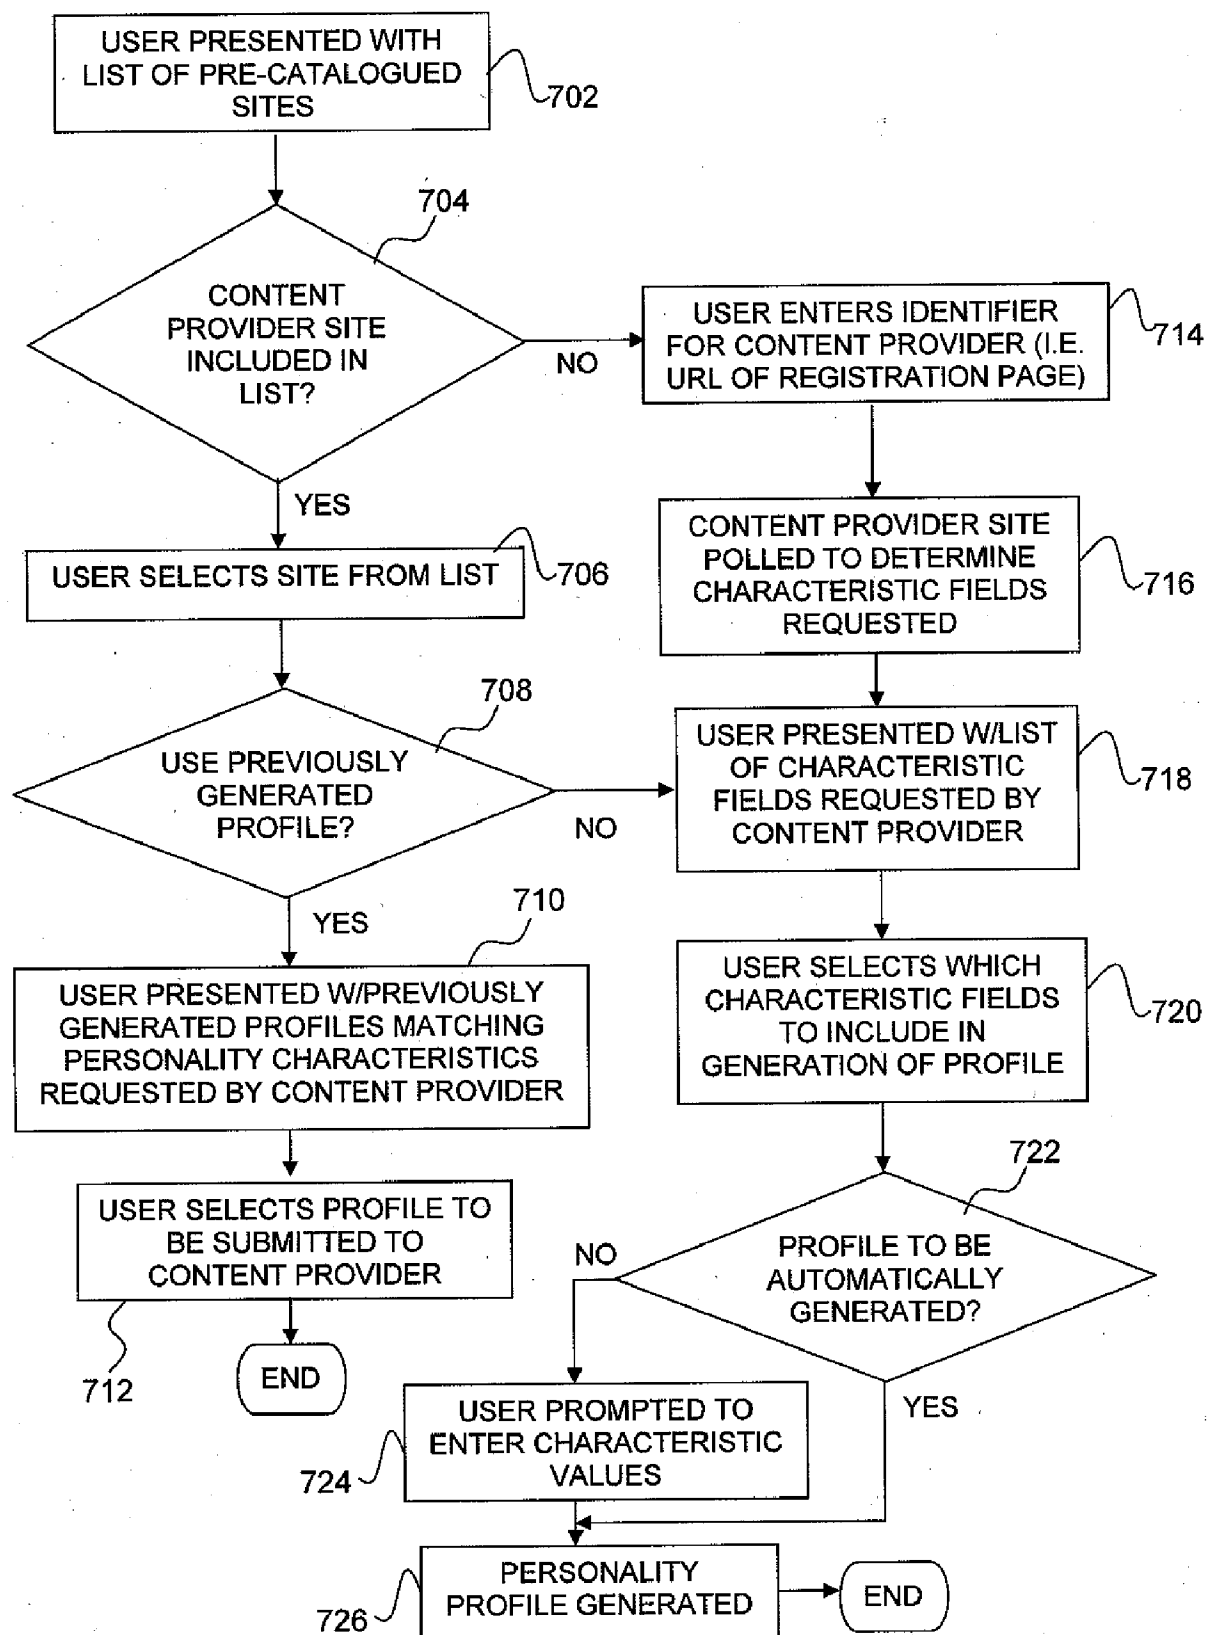 USER PRESENTED WITH
LIST OF PRE-CATALOGUED
SITES
702
704
CONTENT
PROVIDER SITE
INCLUDED IN
LIST?
NO
YES
USER ENTERS IDENTIFIER
FOR CONTENT PROVIDER (I.E.
URL OF REGISTRATION PAGE)
714
USER SELECTS SITE FROM LIST
706
CONTENT PROVIDER SITE
POLLED TO DETERMINE
CHARACTERISTIC FIELDS
REQUESTED
716
708
USE PREVIOUSLY
GENERATED
PROFILE?
NO
YES
USER PRESENTED W/LIST
OF CHARACTERISTIC
FIELDS REQUESTED BY
CONTENT PROVIDER
718
710
USER PRESENTED W/PREVIOUSLY
GENERATED PROFILES MATCHING
PERSONALITY CHARACTERISTICS
REQUESTED BY CONTENT PROVIDER
USER SELECTS WHICH
CHARACTERISTIC FIELDS
TO INCLUDE IN
GENERATION OF PROFILE
720
USER SELECTS PROFILE TO
BE SUBMITTED TO
CONTENT PROVIDER
712
END
722
PROFILE TO BE
AUTOMATICALLY
GENERATED?
NO
YES
USER PROMPTED TO
ENTER CHARACTERISTIC
VALUES
724
PERSONALITY
PROFILE GENERATED
726
END